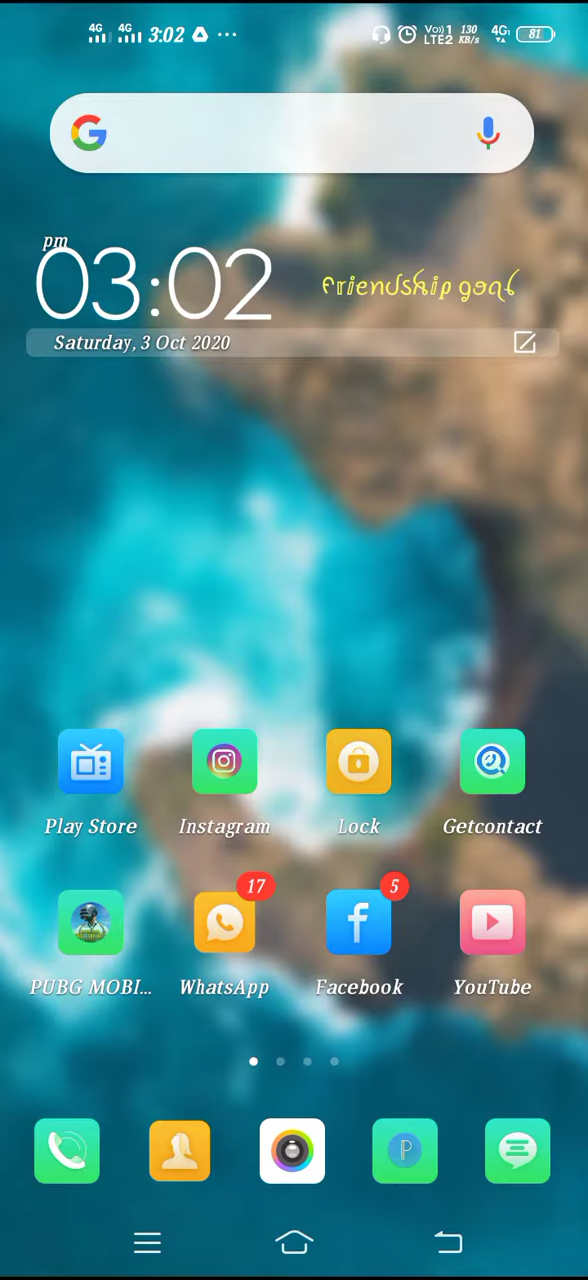 4G 4G 3:02 ... Vo))1 LTE2 130 KB/s 4G 81
G
pm
03:02
Friendship goal
Saturday, 3 Oct 2020
Play Store Instagram Lock Getcontact
17 5
PUBG MOBI... WhatsApp Facebook YouTube
P